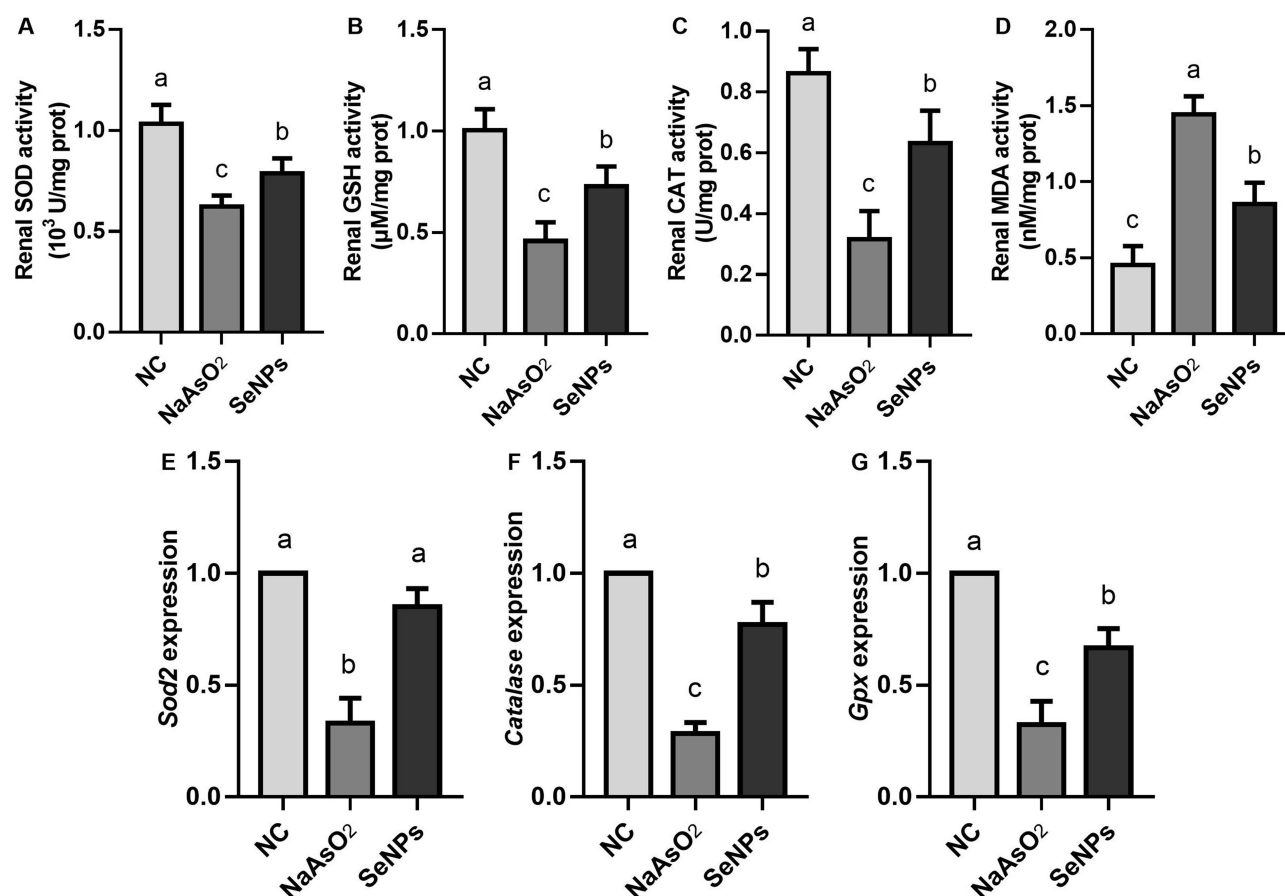 A
Renal SOD activity
(10³ U/mg prot)
1.5
1.0
0.5
0.0
a
c
b
NC
NaAsO₂
SeNPs
B
Renal GSH activity
(µM/mg prot)
1.5
1.0
0.5
0.0
a
c
b
NC
NaAsO₂
SeNPs
C
Renal CAT activity
(U/mg prot)
1.0
0.8
0.6
0.4
0.2
0.0
a
c
b
NC
NaAsO₂
SeNPs
D
Renal MDA activity
(nM/mg prot)
2.0
1.5
1.0
0.5
0.0
c
a
b
NC
NaAsO₂
SeNPs
E
Sod2 expression
1.5
1.0
0.5
0.0
a
b
a
NC
NaAsO₂
SeNPs
F
Catalase expression
1.5
1.0
0.5
0.0
a
c
b
NC
NaAsO₂
SeNPs
G
Gpx expression
1.5
1.0
0.5
0.0
a
c
b
NC
NaAsO₂
SeNPs